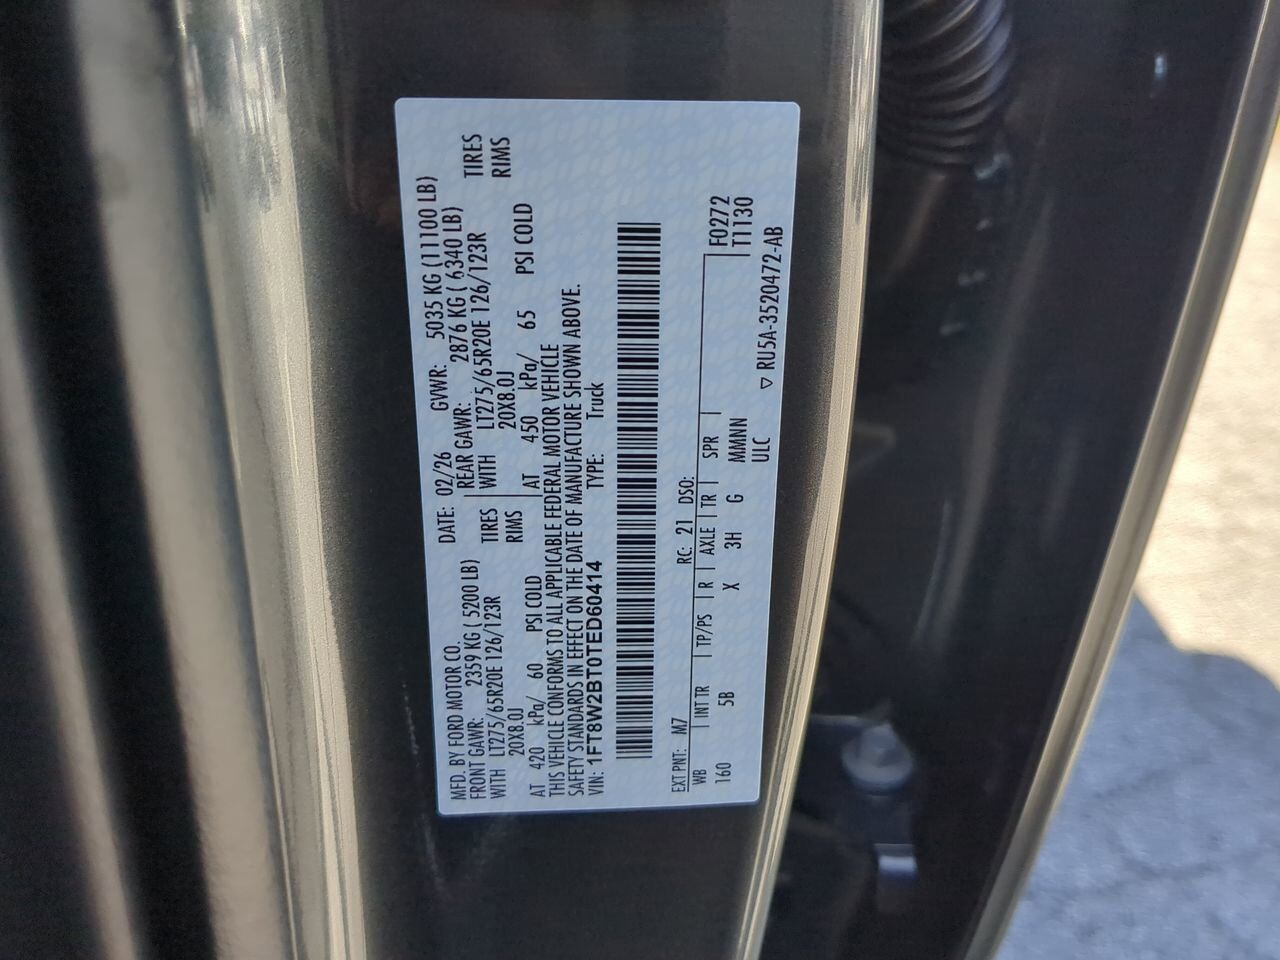 MFD. BY FORD MOTOR CO.
DATE: 02/26 GVWR: 5035 KG (11100 LB)
FRONT GAWR: 2359 KG ( 5200 LB) REAR GAWR: 2876 KG ( 6340 LB)
WITH LT275/65R20E 126/123R TIRES WITH LT275/65R20E 126/123R TIRES
20X8.0J RIMS 20X8.0J RIMS
AT 420 kPa/ 60 PSI COLD AT 450 kPa/ 65 PSI COLD
THIS VEHICLE CONFORMS TO ALL APPLICABLE FEDERAL MOTOR VEHICLE
SAFETY STANDARDS IN EFFECT ON THE DATE OF MANUFACTURE SHOWN ABOVE.
VIN: 1FT8W2BT0TED60414 TYPE: Truck
EXT PNT: M7 RC: 21 DSO:
WB INT TR TP/PS R AXLE TR SPR F0272
160 5B X 3H G MMNN T1130
ULC ▽ RU5A-3520472-AB